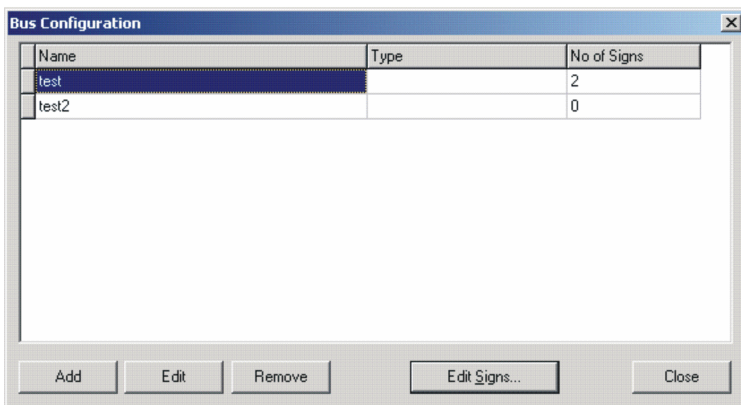 Bus Configuration
Name Type No of Signs
test 2
test2 0
Add Edit Remove Edit Signs... Close